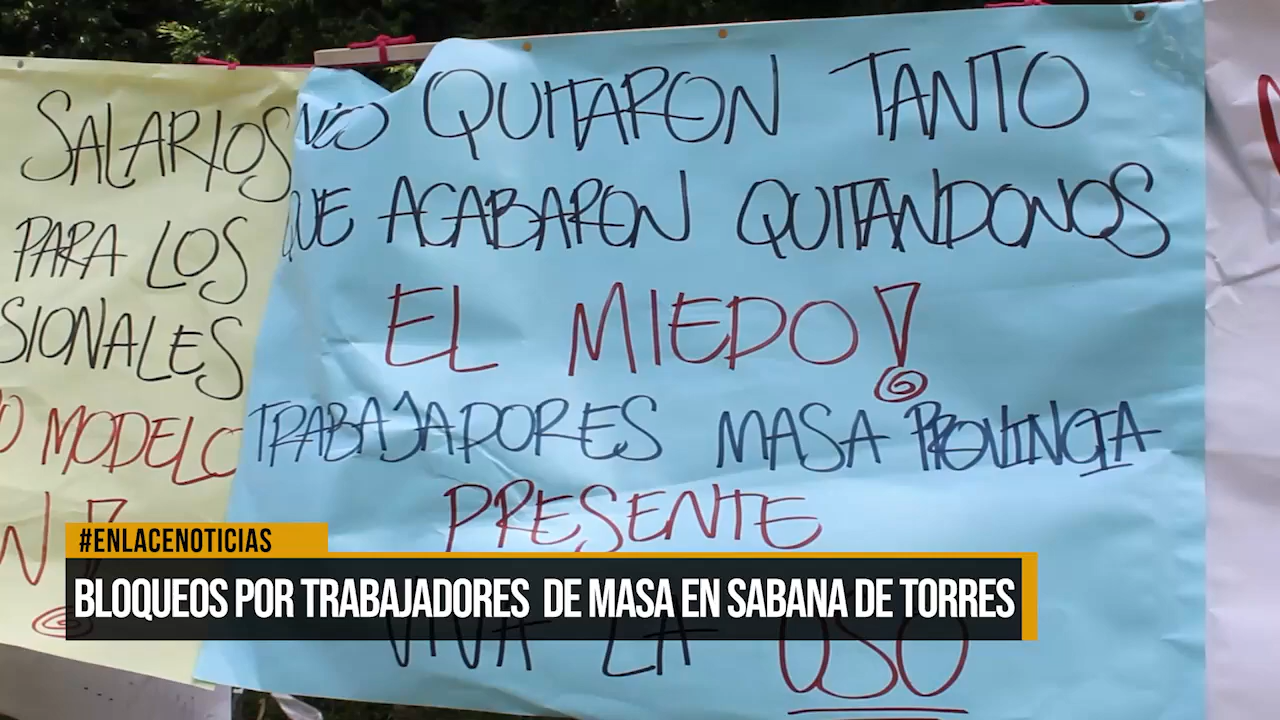 SALARIOS
PARA LOS
SIONALES
O MODELO
N!
NO QUITARON TANTO
QUE ACABARON QUITANDONOS
EL MIEDO!
TRABAJADORES MASA PROVINCIA
PRESENTE
VIVA LA USO
#ENLACENOTICIAS
BLOQUEOS POR TRABAJADORES DE MASA EN SABANA DE TORRES